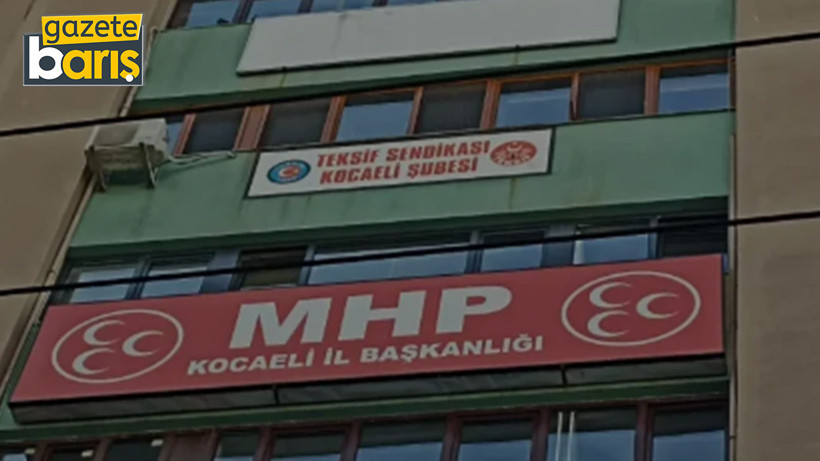 gazete
barış
TEKSİF SENDİKASI
KOCAELİ ŞUBESİ
MHP
KOCAELİ İL BAŞKANLIĞI